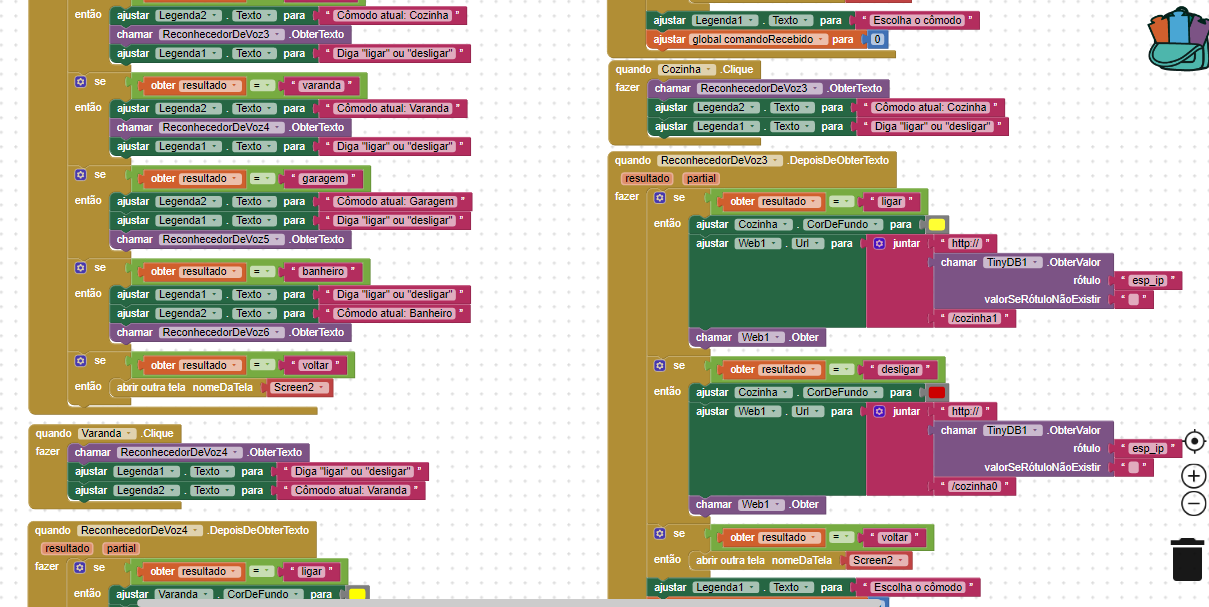 então ajustar Legenda2 . Texto para “ Cômodo atual: Cozinha ”
chamar ReconhecedorDeVoz3 .ObterTexto
ajustar Legenda1 . Texto para “ Diga "ligar" ou "desligar" ”
se obter resultado = “ varanda ”
então ajustar Legenda2 . Texto para “ Cômodo atual: Varanda ”
chamar ReconhecedorDeVoz4 .ObterTexto
ajustar Legenda1 . Texto para “ Diga "ligar" ou "desligar" ”
se obter resultado = “ garagem ”
então ajustar Legenda2 . Texto para “ Cômodo atual: Garagem ”
ajustar Legenda1 . Texto para “ Diga "ligar" ou "desligar" ”
chamar ReconhecedorDeVoz5 .ObterTexto
se obter resultado = “ banheiro ”
então ajustar Legenda1 . Texto para “ Diga "ligar" ou "desligar" ”
ajustar Legenda2 . Texto para “ Cômodo atual: Banheiro ”
chamar ReconhecedorDeVoz6 .ObterTexto
se obter resultado = “ voltar ”
então abrir outra tela nomeDaTela Screen2
quando Varanda .Clique
fazer chamar ReconhecedorDeVoz4 .ObterTexto
ajustar Legenda1 . Texto para “ Diga "ligar" ou "desligar" ”
ajustar Legenda2 . Texto para “ Cômodo atual: Varanda ”
quando ReconhecedorDeVoz4 .DepoisDeObterTexto
resultado partial
fazer se obter resultado = “ ligar ”
então ajustar Varanda . CorDeFundo para
ajustar Legenda1 . Texto para “ Escolha o cômodo ”
ajustar global comandoRecebido para 0
quando Cozinha .Clique
fazer chamar ReconhecedorDeVoz3 .ObterTexto
ajustar Legenda2 . Texto para “ Cômodo atual: Cozinha ”
ajustar Legenda1 . Texto para “ Diga "ligar" ou "desligar" ”
quando ReconhecedorDeVoz3 .DepoisDeObterTexto
resultado partial
fazer se obter resultado = “ ligar ”
então ajustar Cozinha . CorDeFundo para
ajustar Web1 . Url para juntar “ http:// ”
chamar TinyDB1 .ObterValor
rótulo “ esp_ip ”
valorSeRótuloNãoExistir “ ”
“ /cozinha1 ”
chamar Web1 .Obter
se obter resultado = “ desligar ”
então ajustar Cozinha . CorDeFundo para
ajustar Web1 . Url para juntar “ http:// ”
chamar TinyDB1 .ObterValor
rótulo “ esp_ip ”
valorSeRótuloNãoExistir “ ”
“ /cozinha0 ”
chamar Web1 .Obter
se obter resultado = “ voltar ”
então abrir outra tela nomeDaTela Screen2
ajustar Legenda1 . Texto para “ Escolha o cômodo ”